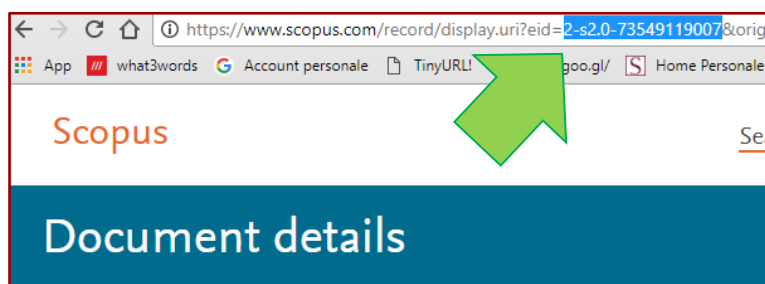 https://www.scopus.com/record/display.uri?eid=2-s2.0-73549119007&orig
App what3words G Account personale TinyURL! goo.gl/ S Home Personale
Scopus
Document details